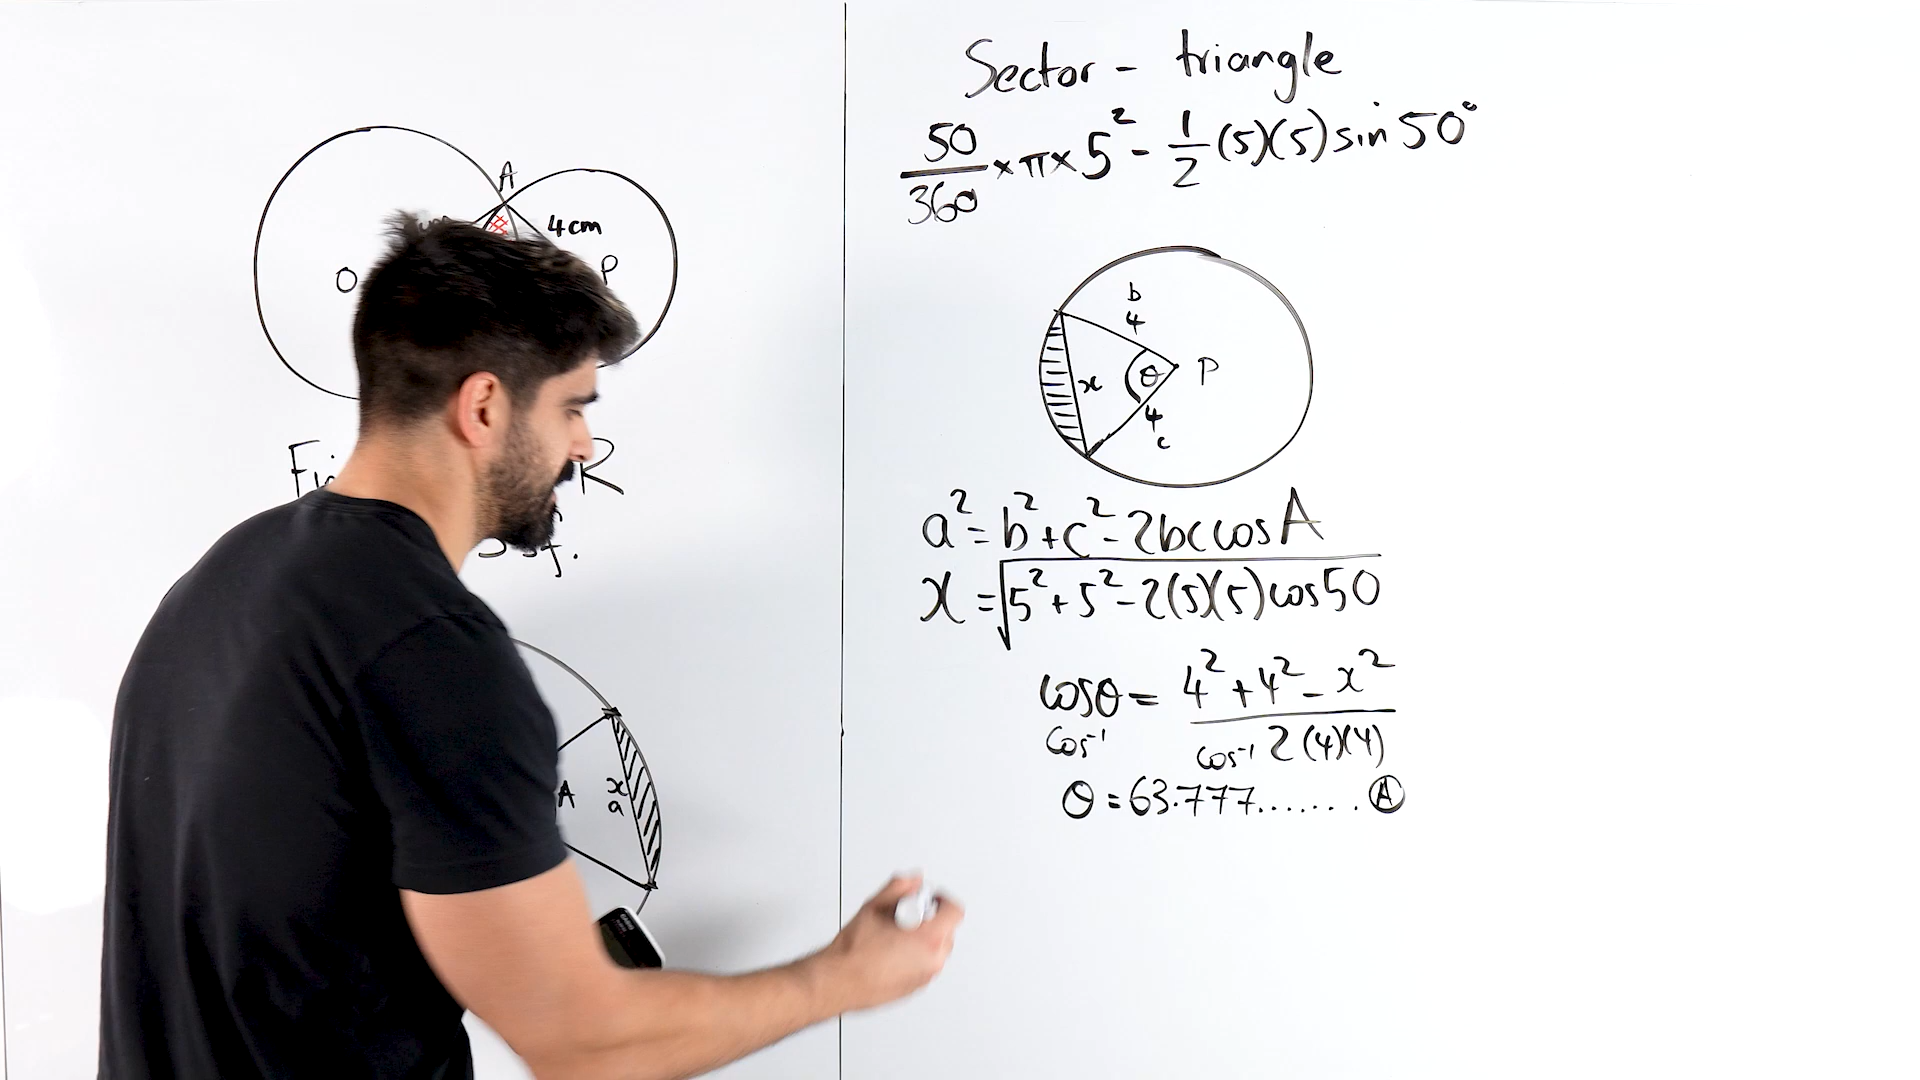 A
4cm
O
P
R
x
A
a
Sector - triangle
50/360 × π × 5² - 1/2 (5)(5) sin 50°
b
4
θ
P
x
4
c
a² = b² + c² - 2bc cos A
x = √5² + 5² - 2(5)(5) cos 50
cosθ = 4² + 4² - x² / 2(4)(4)
cos⁻¹ cos⁻¹
θ = 63.777....... A